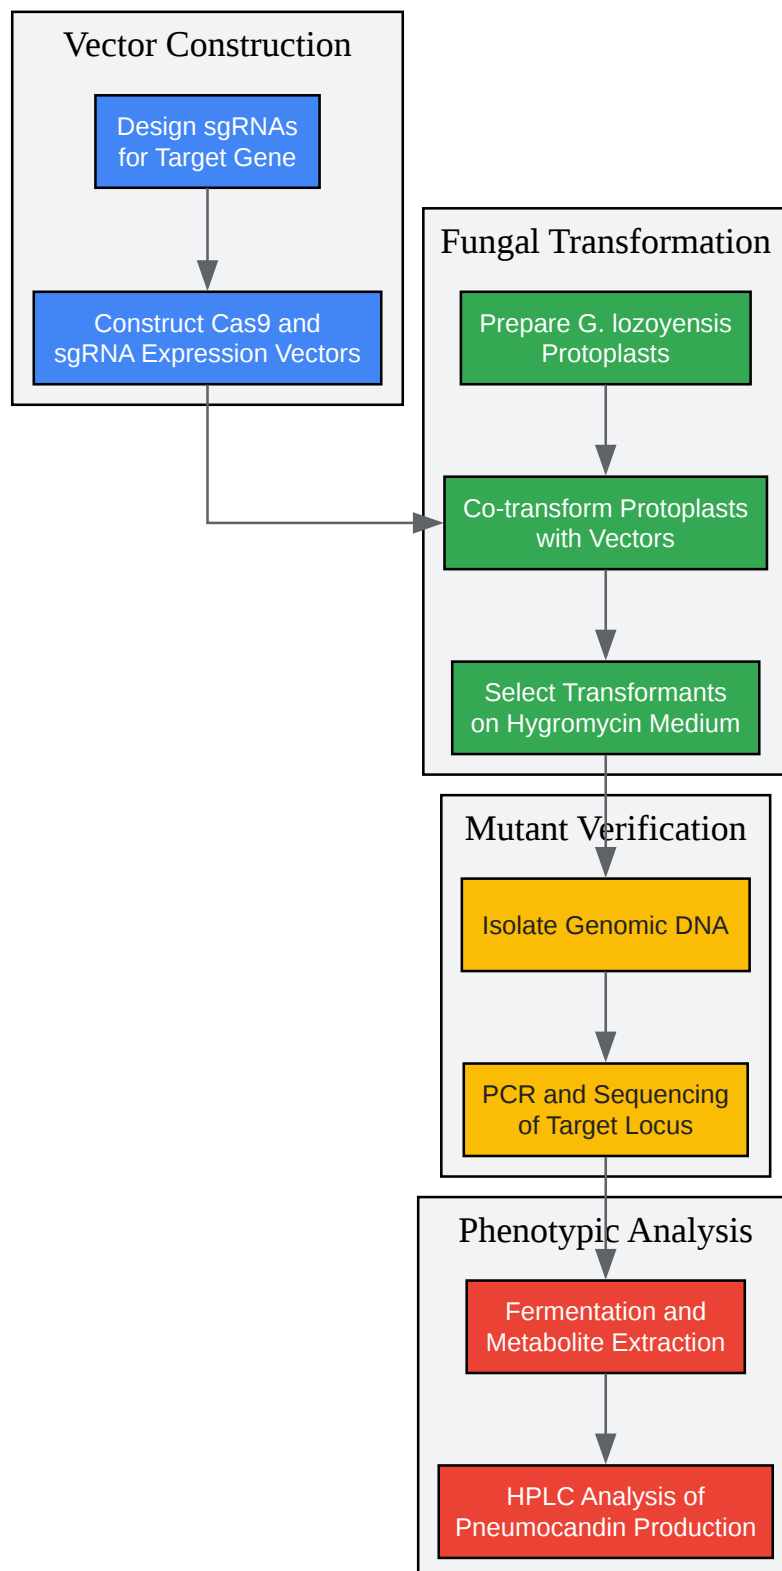 Vector Construction
Design sgRNAs
for Target Gene
Construct Cas9 and
sgRNA Expression Vectors
Fungal Transformation
Prepare G. lozoyensis
Protoplasts
Co-transform Protoplasts
with Vectors
Select Transformants
on Hygromycin Medium
Mutant Verification
Isolate Genomic DNA
PCR and Sequencing
of Target Locus
Phenotypic Analysis
Fermentation and
Metabolite Extraction
HPLC Analysis of
Pneumocandin Production